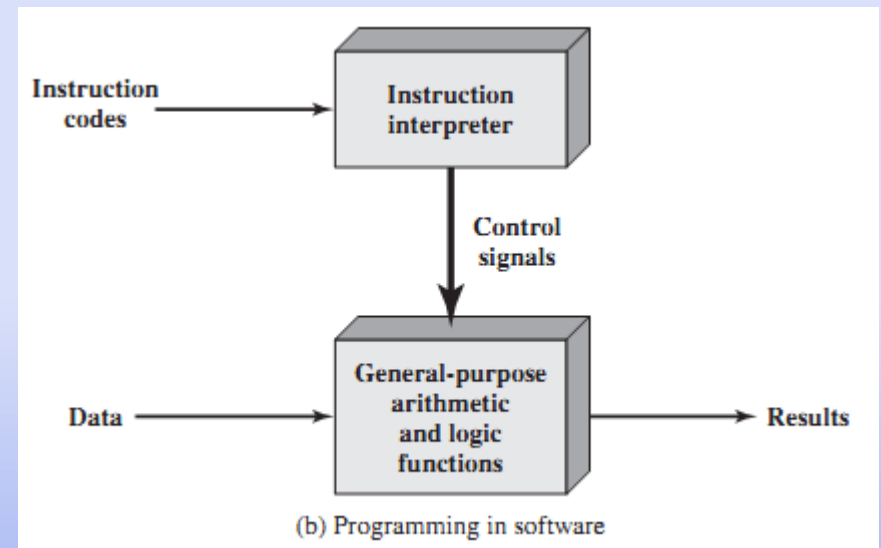 Instruction
codes
Instruction
interpreter
Control
signals
Data
General-purpose
arithmetic
and logic
functions
Results
(b) Programming in software